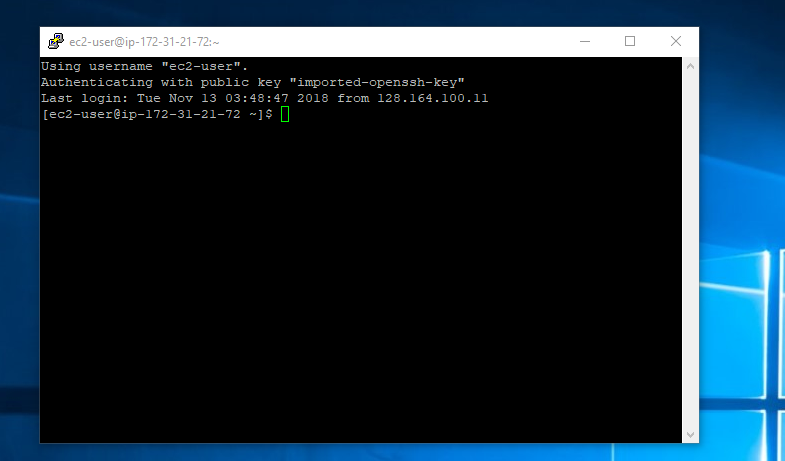 ec2-user@ip-172-31-21-72:~
Using username "ec2-user".
Authenticating with public key "imported-openssh-key"
Last login: Tue Nov 13 03:48:47 2018 from 128.164.100.11
[ec2-user@ip-172-31-21-72 ~]$